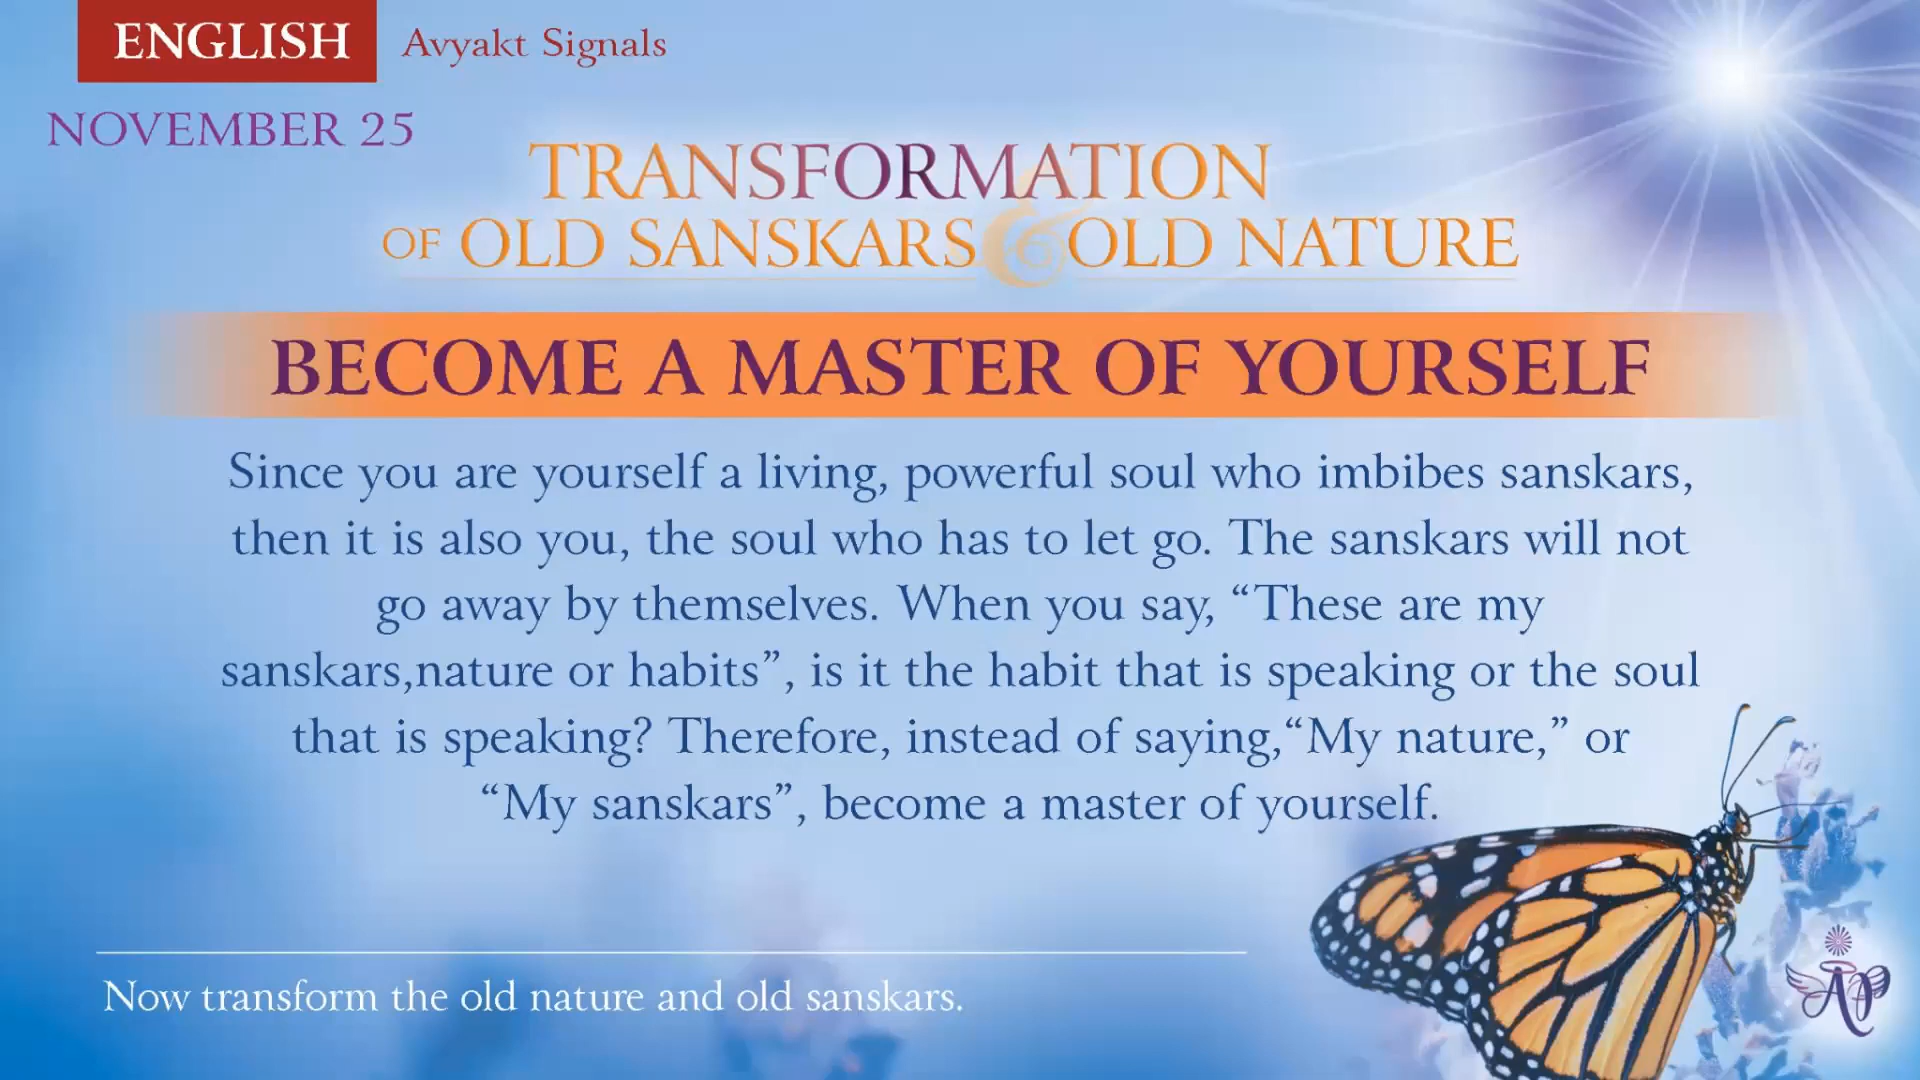 ENGLISH Avyakt Signals
NOVEMBER 25
TRANSFORMATION
OF OLD SANSKARS & OLD NATURE
BECOME A MASTER OF YOURSELF
Since you are yourself a living, powerful soul who imbibes sanskars,
then it is also you, the soul who has to let go. The sanskars will not
go away by themselves. When you say, “These are my
sanskars,nature or habits”, is it the habit that is speaking or the soul
that is speaking? Therefore, instead of saying,“My nature,” or
“My sanskars”, become a master of yourself.
Now transform the old nature and old sanskars.